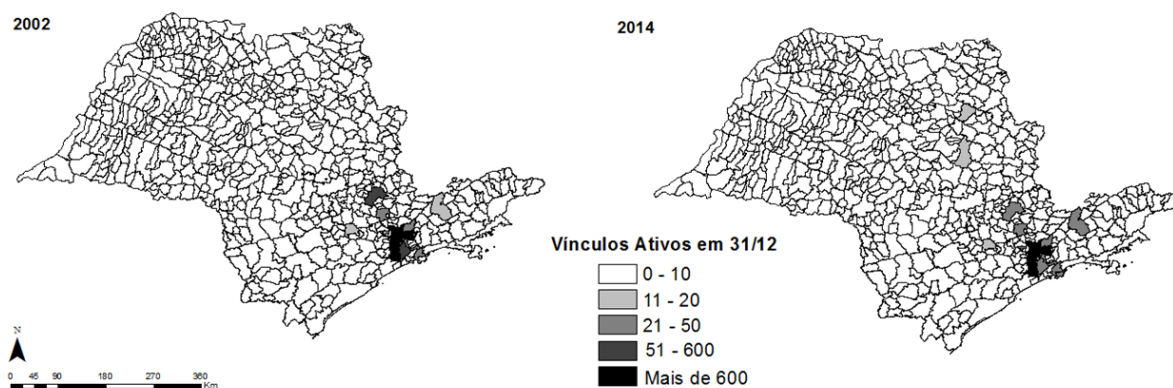 2002
2014
Vínculos Ativos em 31/12
0 - 10
11 - 20
21 - 50
51 - 600
Mais de 600
N
0 45 90 180 270 360
Km